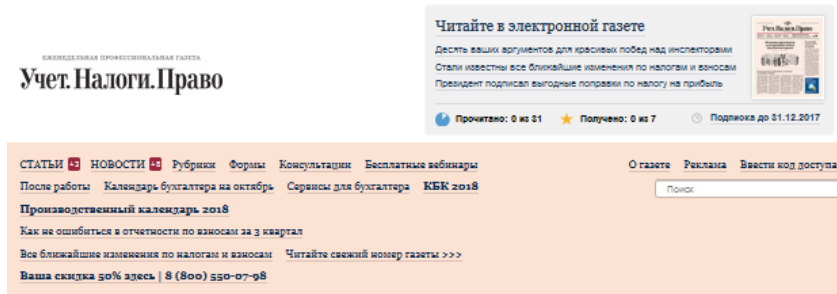 Читайте в электронной газете
Десять ваших аргументов для красивых побед над инспекторами
Стали известны все ближайшие изменения по налогам и взносам
Президент подписал выгодные поправки по налогу на прибыль
Прочитано: 0 из 31 Получено: 0 из 7 Подписка до 31.12.2017
ЕЖЕНЕДЕЛЬНАЯ ПРОФЕССИОНАЛЬНАЯ ГАЗЕТА
Учет.Налоги.Право
СТАТЬИ НОВОСТИ Рубрики Формы Консультации Бесплатные вебинары О газете Реклама Ввести код доступа
После работы Календарь бухгалтера на октябрь Сервисы для бухгалтера КБК 2018 Поиск
Производственный календарь 2018
Как не ошибиться в отчетности по взносам за 3 квартал
Все ближайшие изменения по налогам и взносам Читайте свежий номер газеты >>>
Ваша скидка 50% здесь | 8 (800) 550-07-98